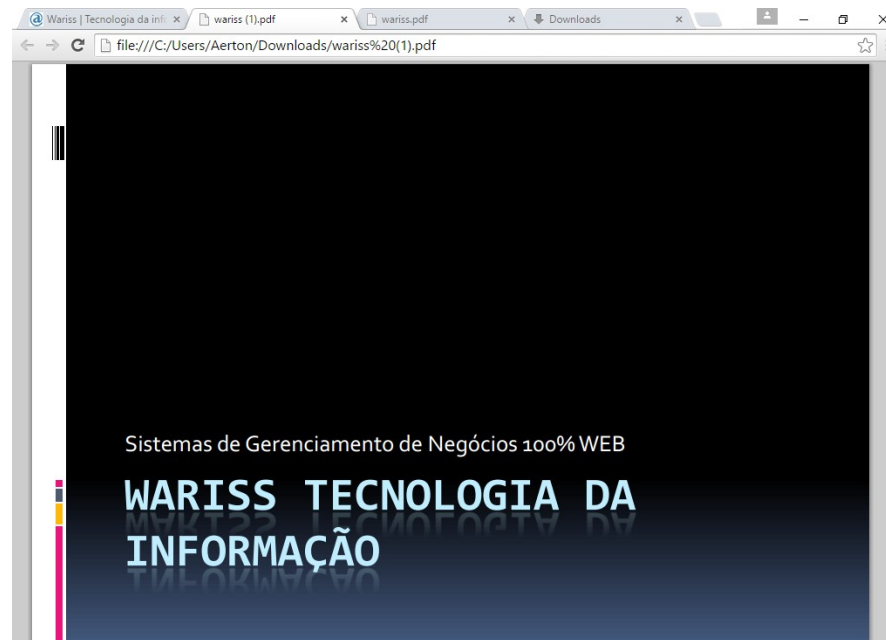 Wariss | Tecnologia da inf
wariss (1).pdf
wariss.pdf
Downloads
file:///C:/Users/Aerton/Downloads/wariss%20(1).pdf
Sistemas de Gerenciamento de Negócios 100% WEB
WARISS TECNOLOGIA DA
INFORMAÇÃO